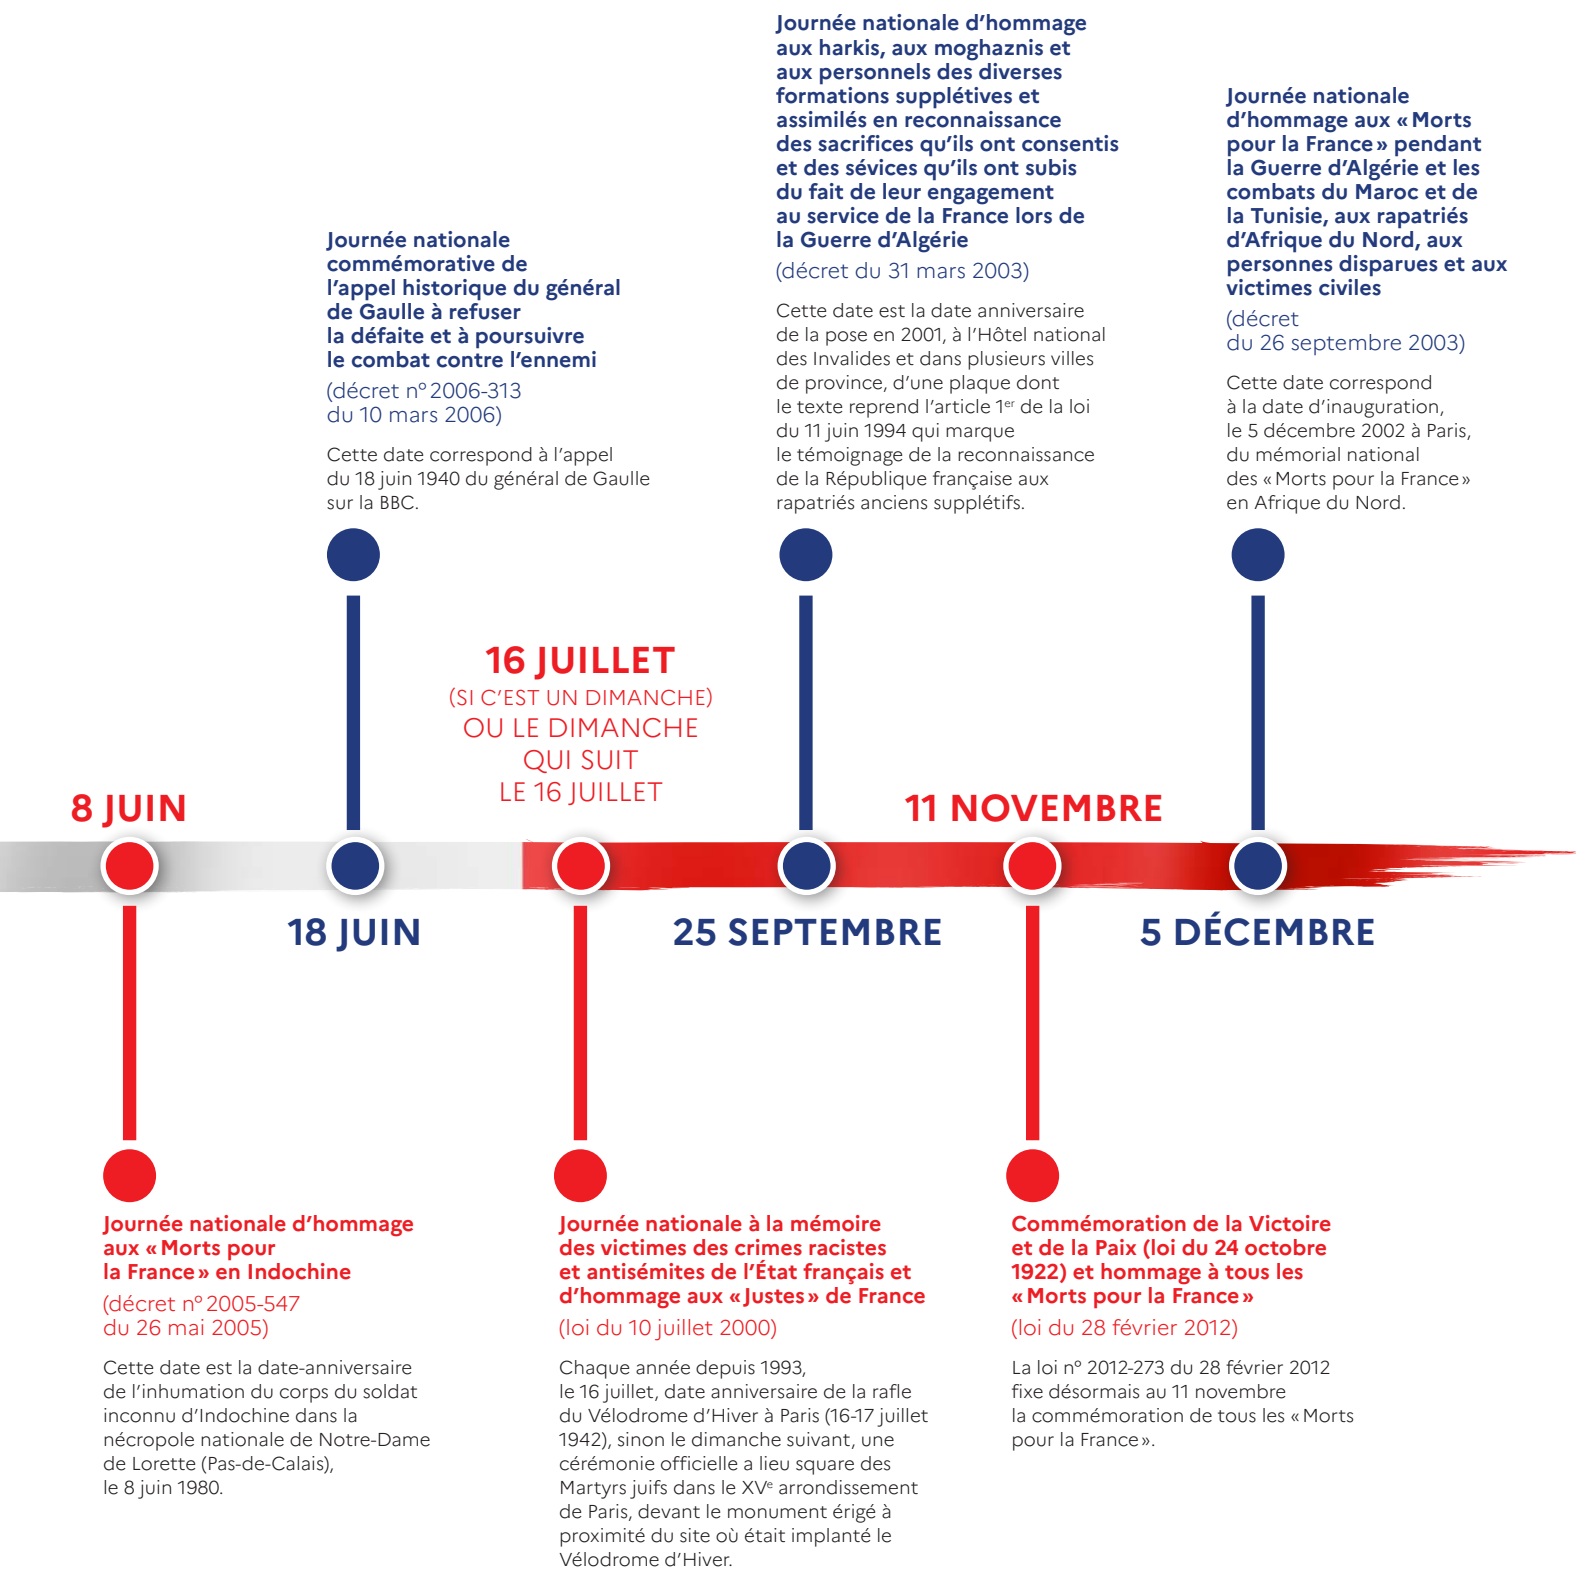 Journée nationale d’hommage
aux harkis, aux moghaznis et
aux personnels des diverses
formations supplétives et
assimilés en reconnaissance
des sacrifices qu’ils ont consentis
et des sévices qu’ils ont subis
du fait de leur engagement
au service de la France lors de
la Guerre d’Algérie
(décret du 31 mars 2003)
Cette date est la date anniversaire
de la pose en 2001, à l’Hôtel national
des Invalides et dans plusieurs villes
de province, d’une plaque dont
le texte reprend l’article 1er de la loi
du 11 juin 1994 qui marque
le témoignage de la reconnaissance
de la République française aux
rapatriés anciens supplétifs.
Journée nationale
d’hommage aux « Morts
pour la France » pendant
la Guerre d’Algérie et les
combats du Maroc et de
la Tunisie, aux rapatriés
d’Afrique du Nord, aux
personnes disparues et aux
victimes civiles
(décret
du 26 septembre 2003)
Cette date correspond
à la date d’inauguration,
le 5 décembre 2002 à Paris,
du mémorial national
des « Morts pour la France »
en Afrique du Nord.
Journée nationale
commémorative de
l’appel historique du général
de Gaulle à refuser
la défaite et à poursuivre
le combat contre l’ennemi
(décret nº 2006-313
du 10 mars 2006)
Cette date correspond à l’appel
du 18 juin 1940 du général de Gaulle
sur la BBC.
16 JUILLET
(SI C’EST UN DIMANCHE)
OU LE DIMANCHE
QUI SUIT
LE 16 JUILLET
8 JUIN
11 NOVEMBRE
18 JUIN
25 SEPTEMBRE
5 DÉCEMBRE
Journée nationale d’hommage
aux « Morts pour
la France » en Indochine
(décret nº 2005-547
du 26 mai 2005)
Cette date est la date-anniversaire
de l’inhumation du corps du soldat
inconnu d’Indochine dans la
nécropole nationale de Notre-Dame
de Lorette (Pas-de-Calais),
le 8 juin 1980.
Journée nationale à la mémoire
des victimes des crimes racistes
et antisémites de l’État français et
d’hommage aux « Justes » de France
(loi du 10 juillet 2000)
Chaque année depuis 1993,
le 16 juillet, date anniversaire de la rafle
du Vélodrome d’Hiver à Paris (16-17 juillet
1942), sinon le dimanche suivant, une
cérémonie officielle a lieu square des
Martyrs juifs dans le XVe arrondissement
de Paris, devant le monument érigé à
proximité du site où était implanté le
Vélodrome d’Hiver.
Commémoration de la Victoire
et de la Paix (loi du 24 octobre
1922) et hommage à tous les
« Morts pour la France »
(loi du 28 février 2012)
La loi nº 2012-273 du 28 février 2012
fixe désormais au 11 novembre
la commémoration de tous les « Morts
pour la France ».